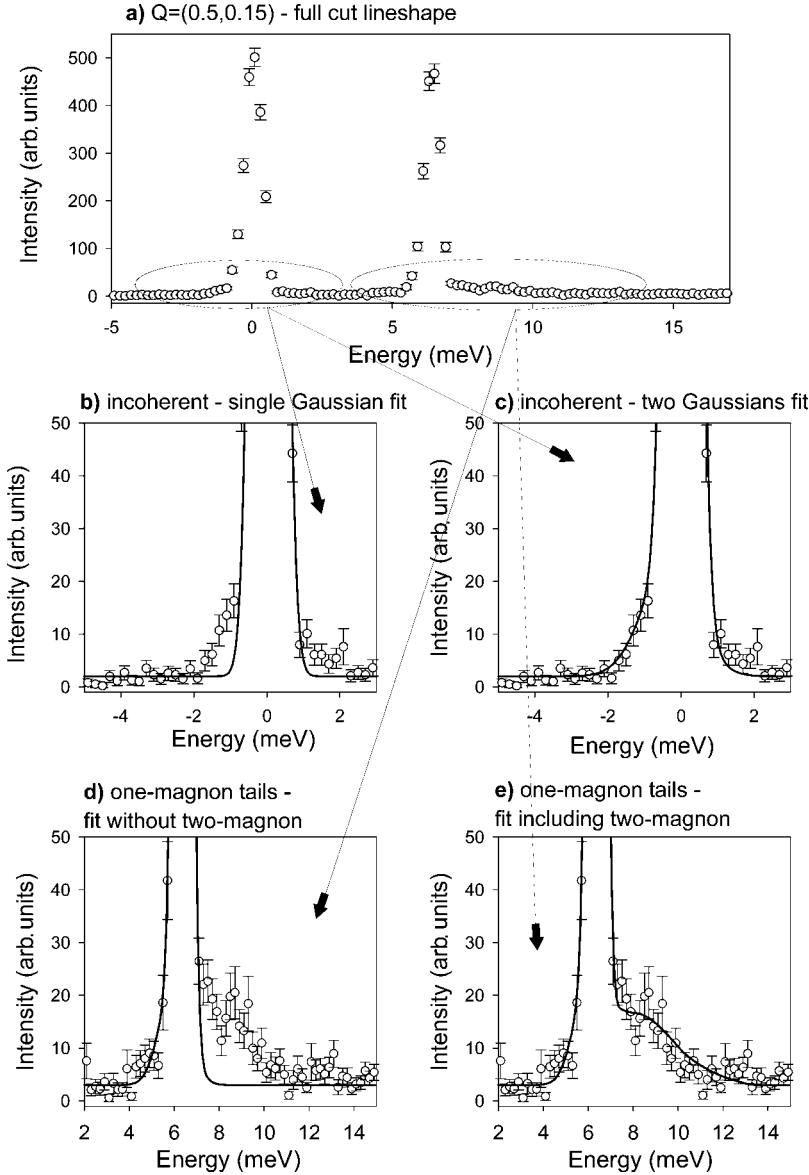 a) Q=(0.5,0.15) - full cut lineshape
Intensity (arb.units)
500
400
300
200
100
0
-5 0 5 10 15
Energy (meV)
b) incoherent - single Gaussian fit
Intensity (arb.units)
50
40
30
20
10
0
-4 -2 0 2
Energy (meV)
c) incoherent - two Gaussians fit
Intensity (arb.units)
50
40
30
20
10
0
-4 -2 0 2
Energy (meV)
d) one-magnon tails -
fit without two-magnon
Intensity (arb.units)
50
40
30
20
10
0
2 4 6 8 10 12 14
Energy (meV)
e) one-magnon tails -
fit including two-magnon
Intensity (arb.units)
50
40
30
20
10
0
2 4 6 8 10 12 14
Energy (meV)